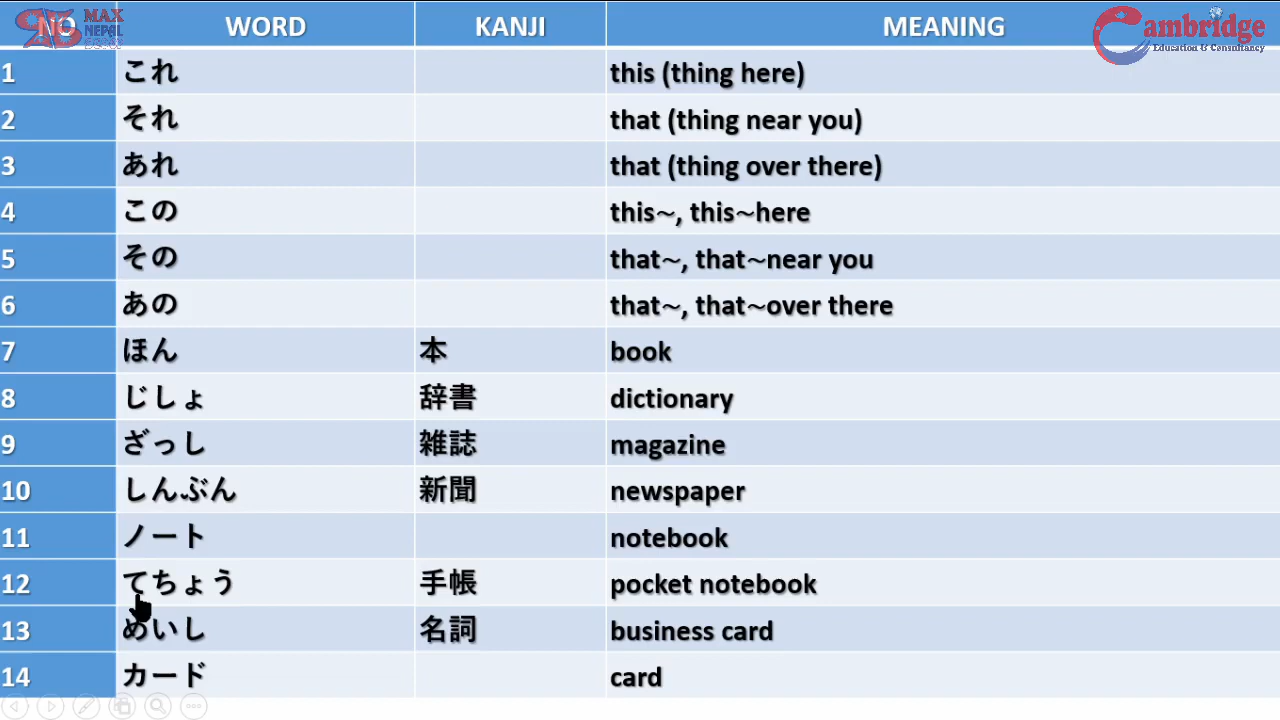 NO WORD KANJI MEANING
MAX
NEPAL
Cambridge
Education & Consultancy
1 これ this (thing here)
2 それ that (thing near you)
3 あれ that (thing over there)
4 この this~, this~here
5 その that~, that~near you
6 あの that~, that~over there
7 ほん 本 book
8 じしょ 辞書 dictionary
9 ざっし 雑誌 magazine
10 しんぶん 新聞 newspaper
11 ノート notebook
12 てちょう 手帳 pocket notebook
13 めいし 名詞 business card
14 カード card